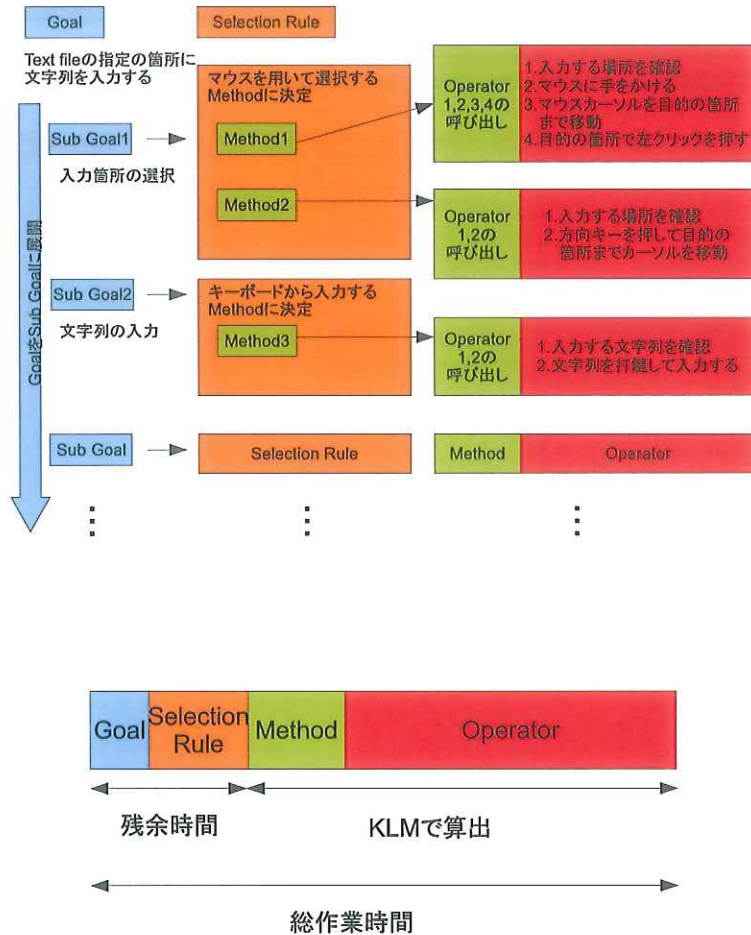 Goal
Selection Rule
Text fileの指定の箇所に
文字列を入力する
マウスを用いて選択する
Methodに決定
Operator
1,2,3,4の
呼び出し
1.入力する場所を確認
2.マウスに手をかける
3.マウスカーソルを目的の箇所
まで移動
4.目的の箇所で左クリックを押す
Sub Goal1
入力箇所の選択
Method1
Method2
Operator
1,2の
呼び出し
1.入力する場所を確認
2.方向キーを押して目的の
箇所までカーソルを移動
GoalをSub Goalに展開
Sub Goal2
文字列の入力
キーボードから入力する
Methodに決定
Method3
Operator
1,2の
呼び出し
1.入力する文字列を確認
2.文字列を打鍵して入力する
Sub Goal
Selection Rule
Method
Operator
Goal
Selection
Rule
Method
Operator
残余時間
KLMで算出
総作業時間